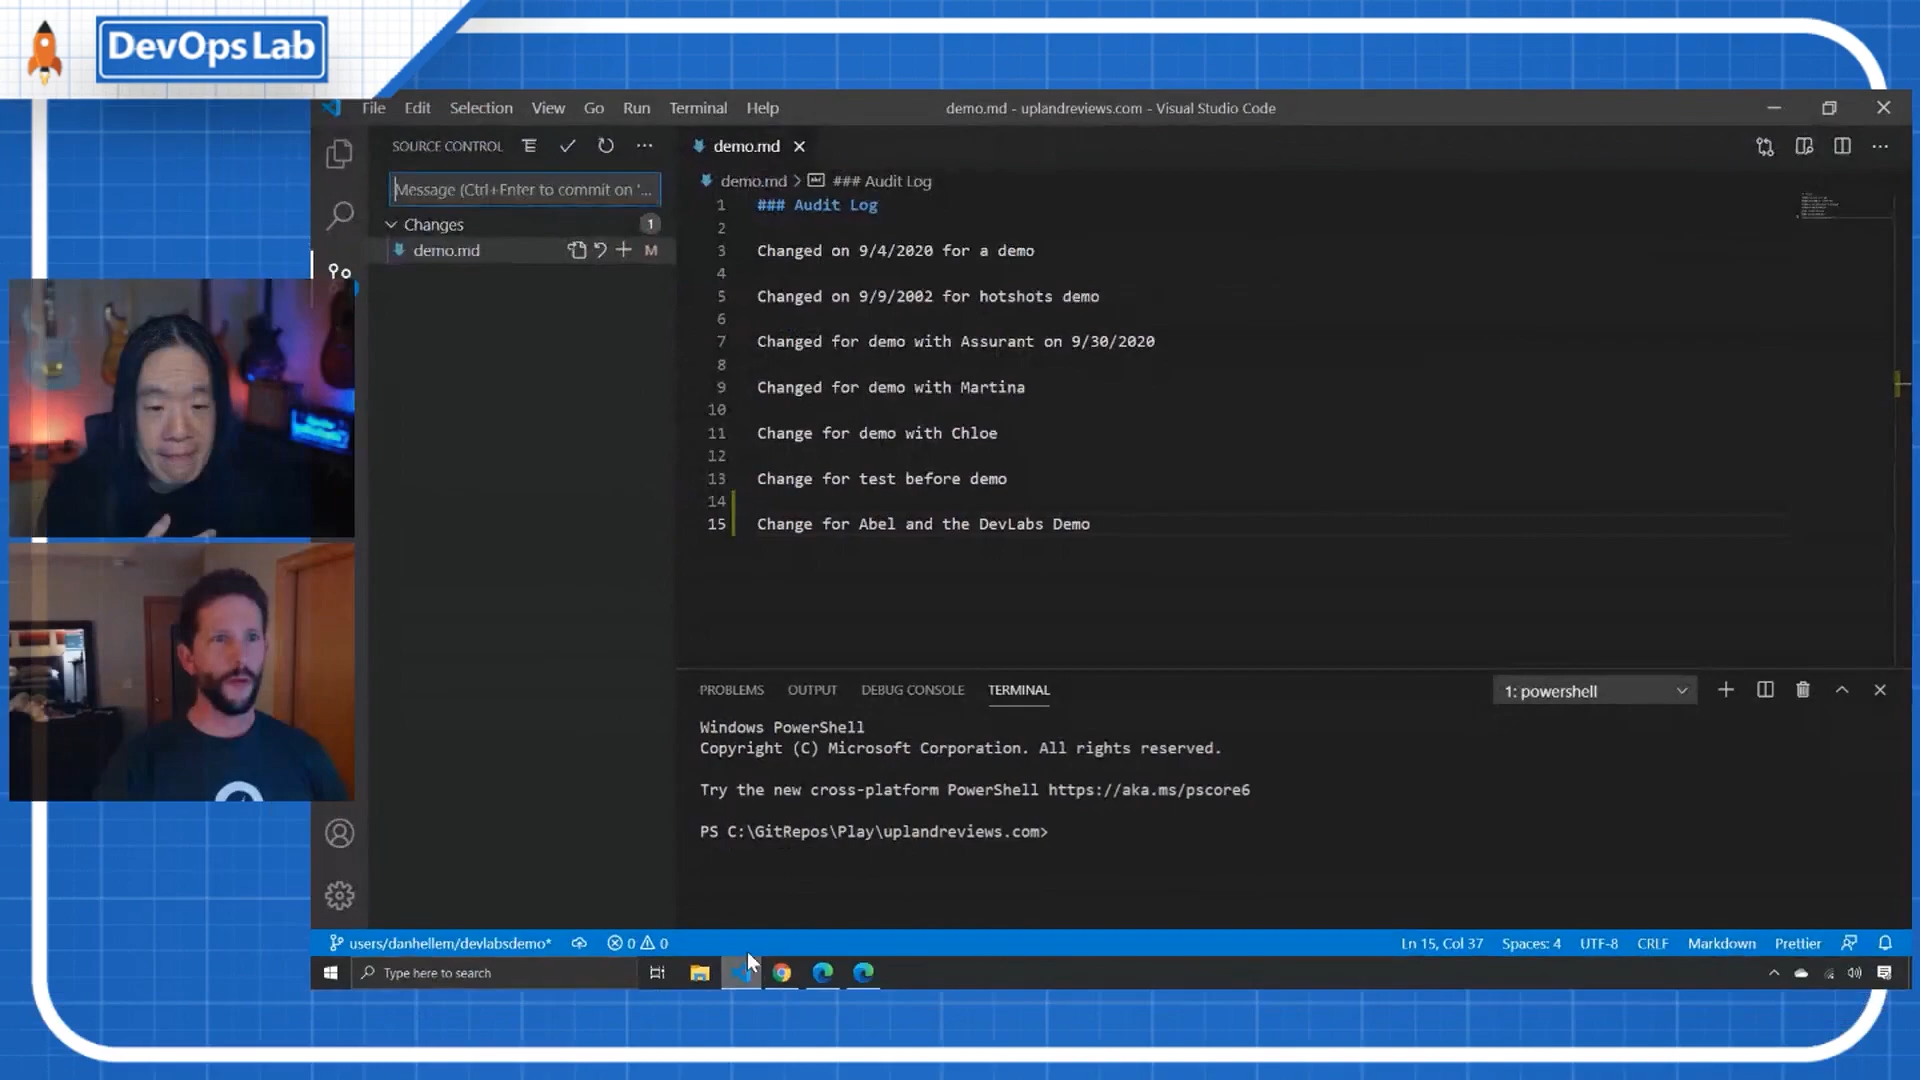 DevOps Lab
File Edit Selection View Go Run Terminal Help
demo.md - uplandreviews.com - Visual Studio Code
SOURCE CONTROL
Message (Ctrl+Enter to commit on '...
Changes 1
demo.md M
demo.md
demo.md > ### Audit Log
1 ### Audit Log
2
3 Changed on 9/4/2020 for a demo
4
5 Changed on 9/9/2002 for hotshots demo
6
7 Changed for demo with Assurant on 9/30/2020
8
9 Changed for demo with Martina
10
11 Change for demo with Chloe
12
13 Change for test before demo
14
15 Change for Abel and the DevLabs Demo
PROBLEMS OUTPUT DEBUG CONSOLE TERMINAL
1: powershell
Windows PowerShell
Copyright (C) Microsoft Corporation. All rights reserved.
Try the new cross-platform PowerShell https://aka.ms/pscore6
PS C:\GitRepos\Play\uplandreviews.com>
users/danhellem/devlabsdemo* 0 0
Ln 15, Col 37 Spaces: 4 UTF-8 CRLF Markdown Prettier
Type here to search